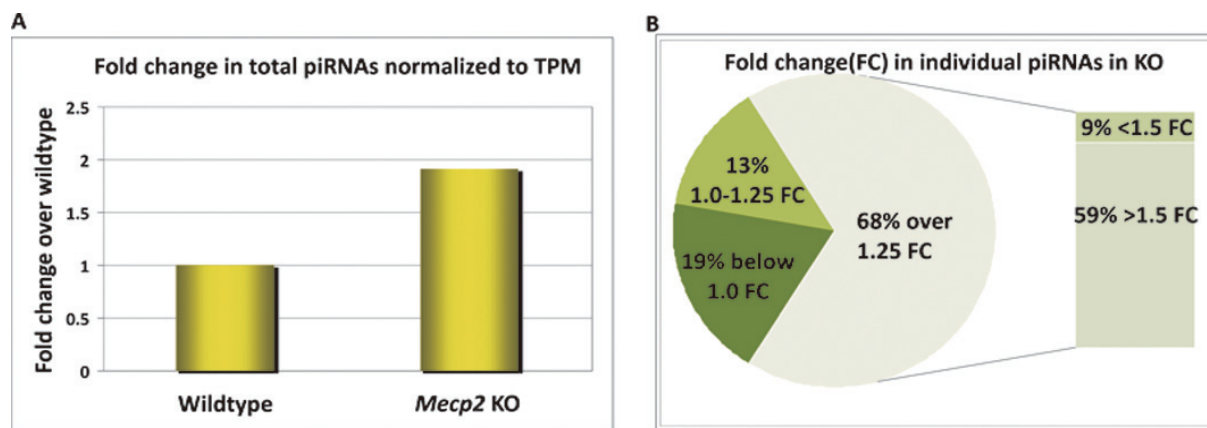 A
Fold change in total piRNAs normalized to TPM
Fold change over wildtype
2.5
2
1.5
1
0.5
0
Wildtype
Mecp2 KO
B
Fold change(FC) in individual piRNAs in KO
13%
1.0-1.25 FC
19% below
1.0 FC
68% over
1.25 FC
9% <1.5 FC
59% >1.5 FC